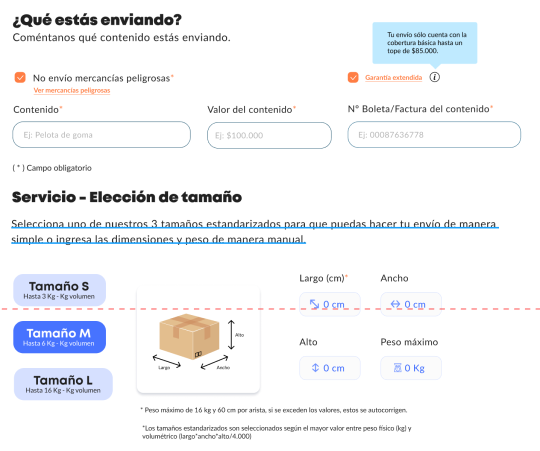 ¿Qué estás enviando?
Coméntanos qué contenido estás enviando.
Tu envío sólo cuenta con la
cobertura básica hasta un
tope de $85.000.
No envío mercancías peligrosas*
Ver mercancías peligrosas
Garantía extendida i
Contenido*
Valor del contenido*
N° Boleta/Factura del contenido*
Ej: Pelota de goma
Ej: $100.000
Ej: 00087636778
( * ) Campo obligatorio
Servicio - Elección de tamaño
Selecciona uno de nuestros 3 tamaños estandarizados para que puedas hacer tu envío de manera
simple o ingresa las dimensiones y peso de manera manual.
Tamaño S
Hasta 3 Kg - Kg volumen
Tamaño M
Hasta 6 Kg - Kg volumen
Tamaño L
Hasta 16 Kg - Kg volumen
Alto
Largo
Ancho
Largo (cm)*
Ancho
0 cm
0 cm
Alto
Peso máximo
0 cm
0 Kg
* Peso máximo de 16 kg y 60 cm por arista, si se exceden los valores, estos se autocorrigen.
*Los tamaños estandarizados son seleccionados según el mayor valor entre peso físico (kg) y
volumétrico (largo*ancho*alto/4.000)